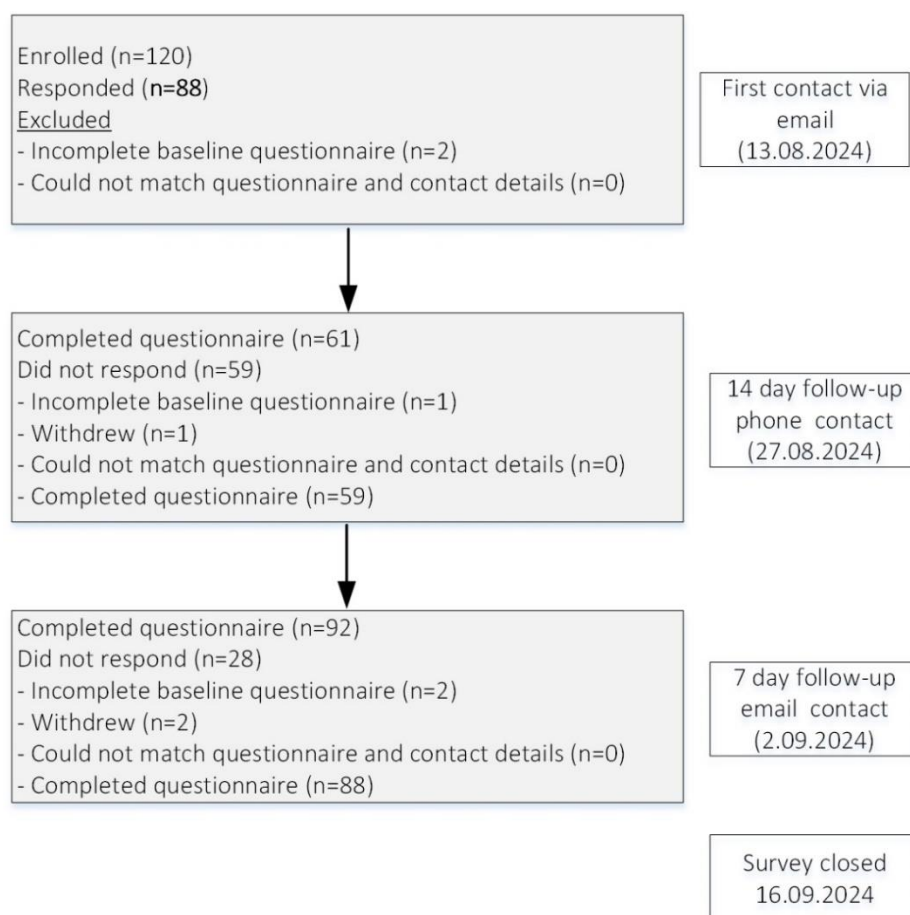 Enrolled (n=120)
Responded (n=88)
Excluded
- Incomplete baseline questionnaire (n=2)
- Could not match questionnaire and contact details (n=0)
First contact via
email
(13.08.2024)
Completed questionnaire (n=61)
Did not respond (n=59)
- Incomplete baseline questionnaire (n=1)
- Withdrew (n=1)
- Could not match questionnaire and contact details (n=0)
- Completed questionnaire (n=59)
14 day follow-up
phone contact
(27.08.2024)
Completed questionnaire (n=92)
Did not respond (n=28)
- Incomplete baseline questionnaire (n=2)
- Withdrew (n=2)
- Could not match questionnaire and contact details (n=0)
- Completed questionnaire (n=88)
7 day follow-up
email contact
(2.09.2024)
Survey closed
16.09.2024